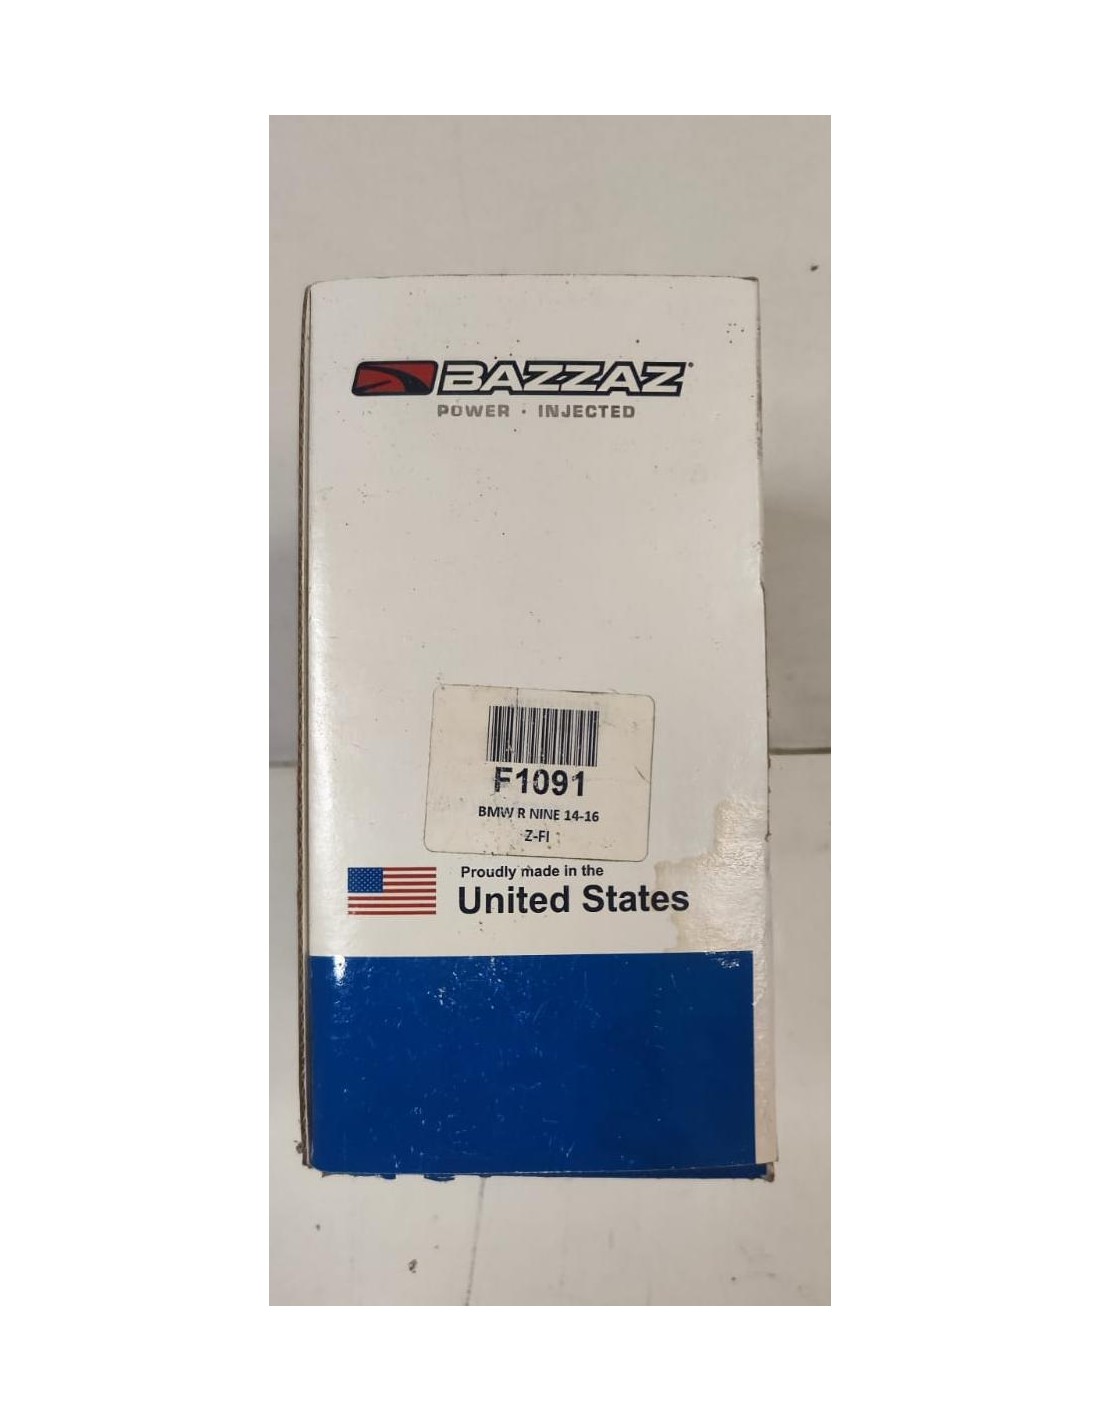 BAZZAZ®
POWER · INJECTED
F1091
BMW R NINE 14-16
Z-FI
Proudly made in the
United States